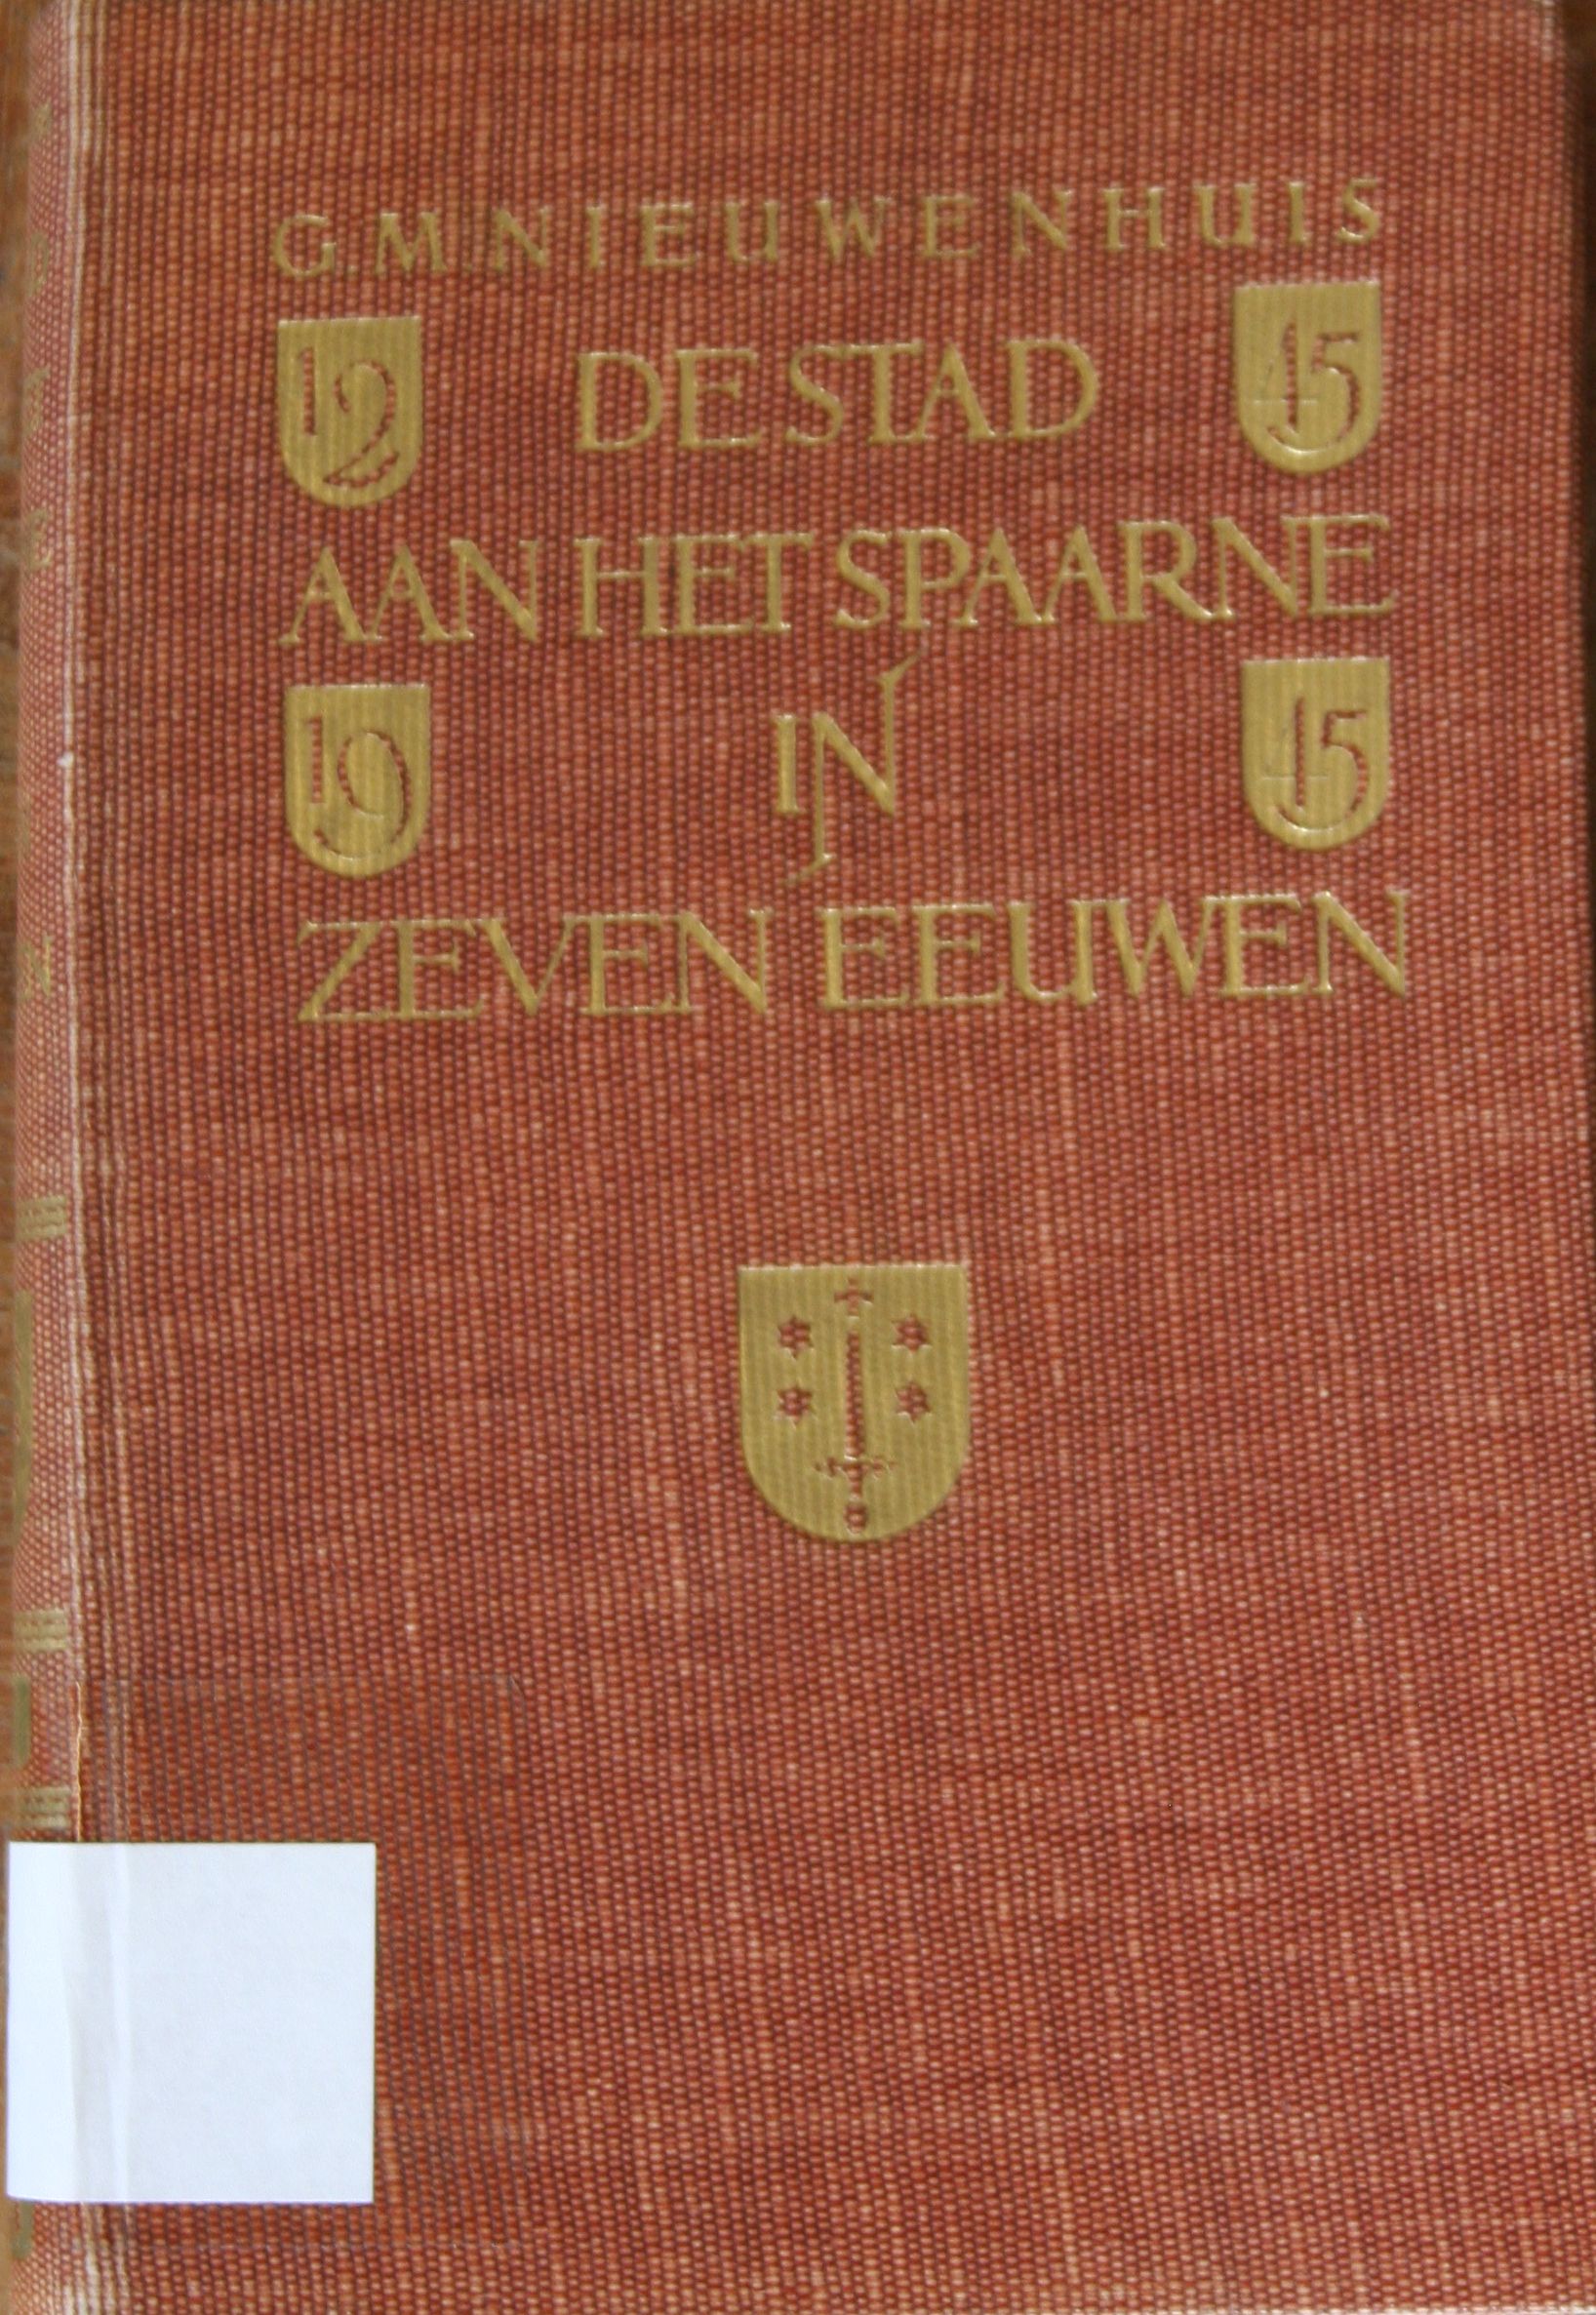 G.M. NIEUWENHUIS
12 DE STAD 45
AAN HET SPAARNE
19 IN 45
ZEVEN EEUWEN